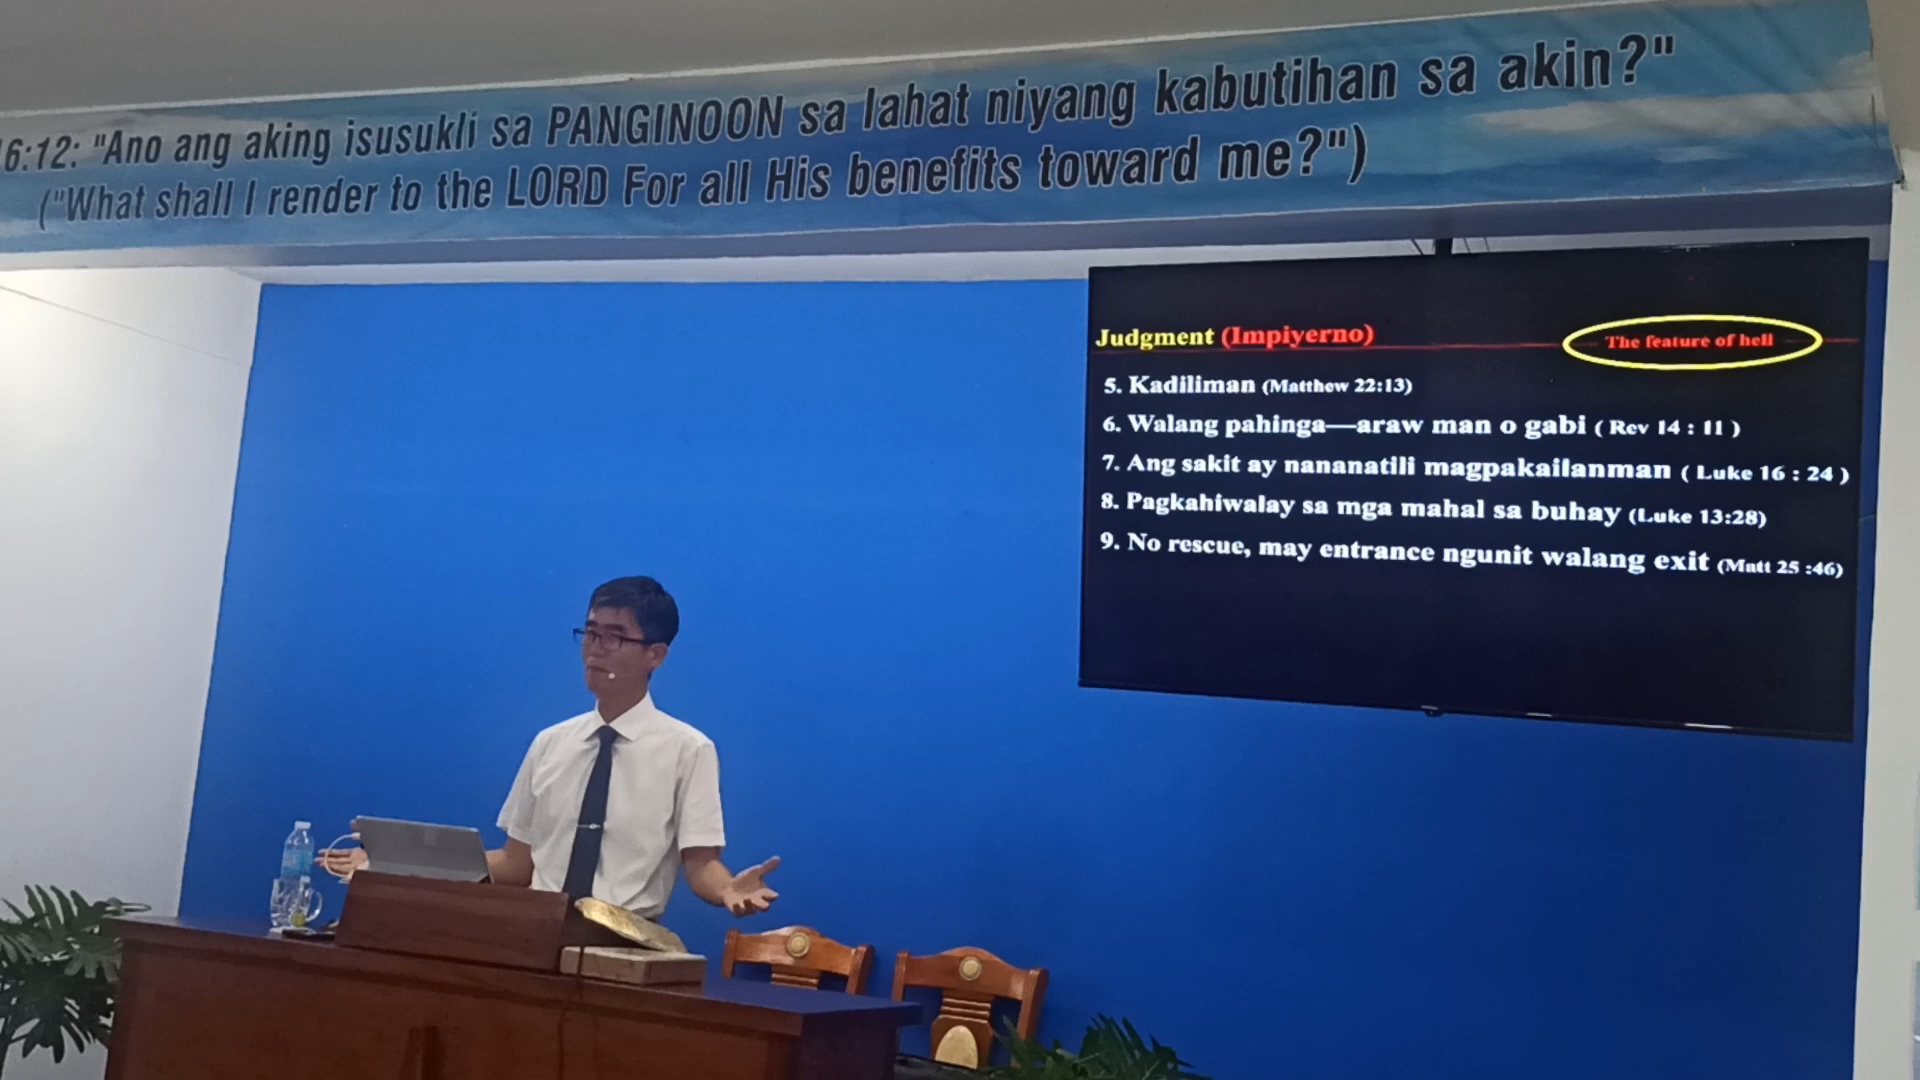 6:12: "Ano ang aking isusukli sa PANGINOON sa lahat niyang kabutihan sa akin?"
("What shall I render to the LORD For all His benefits toward me?")
Judgment (Impiyerno)
The feature of hell
5. Kadiliman (Matthew 22:13)
6. Walang pahinga—araw man o gabi ( Rev 14 : 11 )
7. Ang sakit ay nananatili magpakailanman ( Luke 16 : 24 )
8. Pagkahiwalay sa mga mahal sa buhay (Luke 13:28)
9. No rescue, may entrance ngunit walang exit (Matt 25 :46)